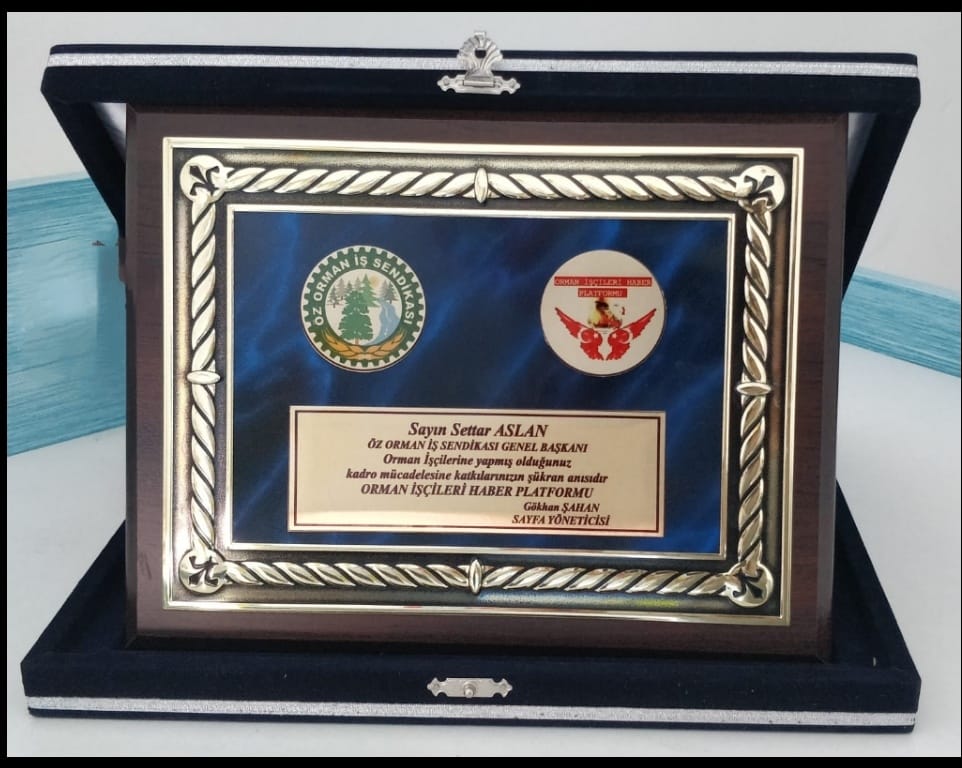 ÖZ ORMAN İŞ SENDİKASI
ORMAN İŞÇİLERİ HABER
PLATFORMU
Sayın Settar ASLAN
ÖZ ORMAN İŞ SENDİKASI GENEL BAŞKANI
Orman İşçilerine yapmış olduğunuz
kadro mücadelesine katkılarınızın şükran anısıdır
ORMAN İŞÇİLERİ HABER PLATFORMU
Gökhan ŞAHAN
SAYFA YÖNETİCİSİ